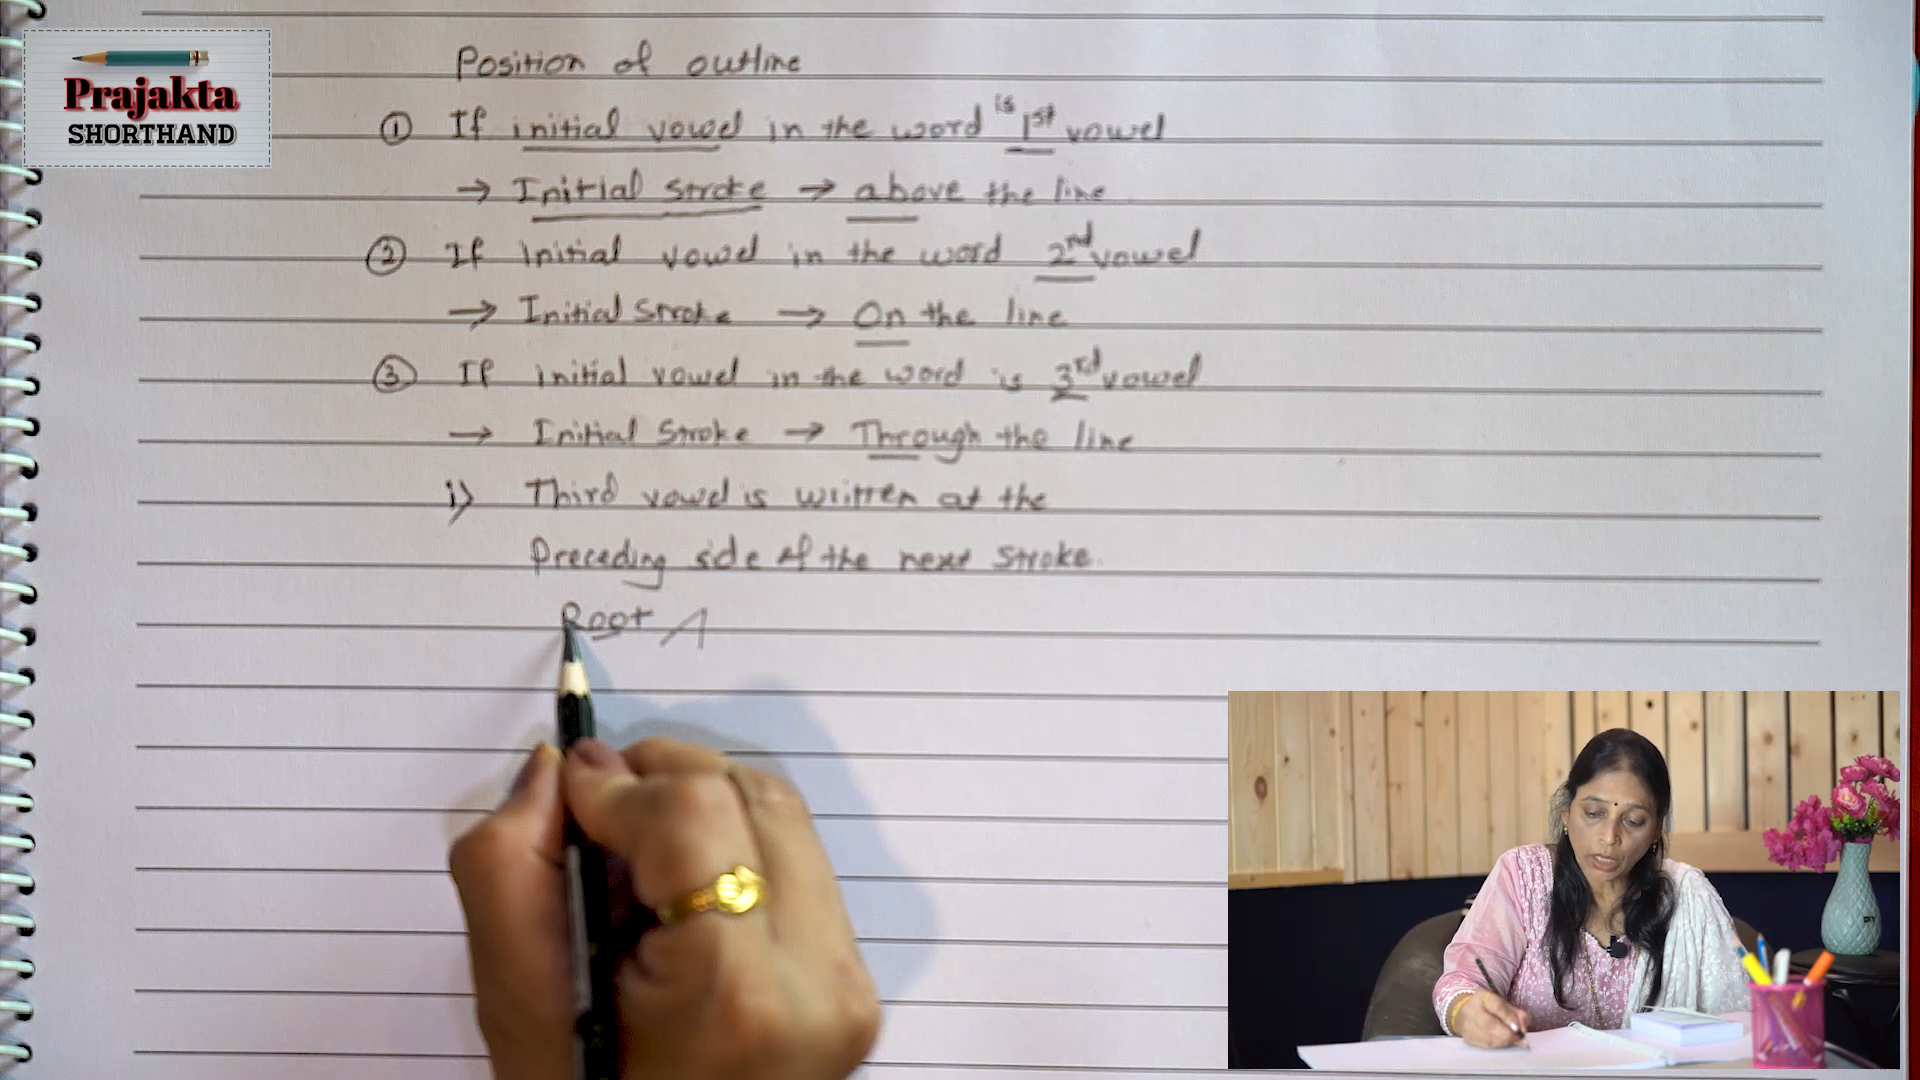 Prajakta
SHORTHAND
Position of outline
① If initial vowel in the word is 1st vowel
→ Initial Stroke → above the line
② If initial vowel in the word 2nd vowel
→ Initial Stroke → On the line
③ If initial vowel in the word is 3rd vowel
→ Initial Stroke → Through the line
i) Third vowel is written at the
Preceding side of the next Stroke.
Root